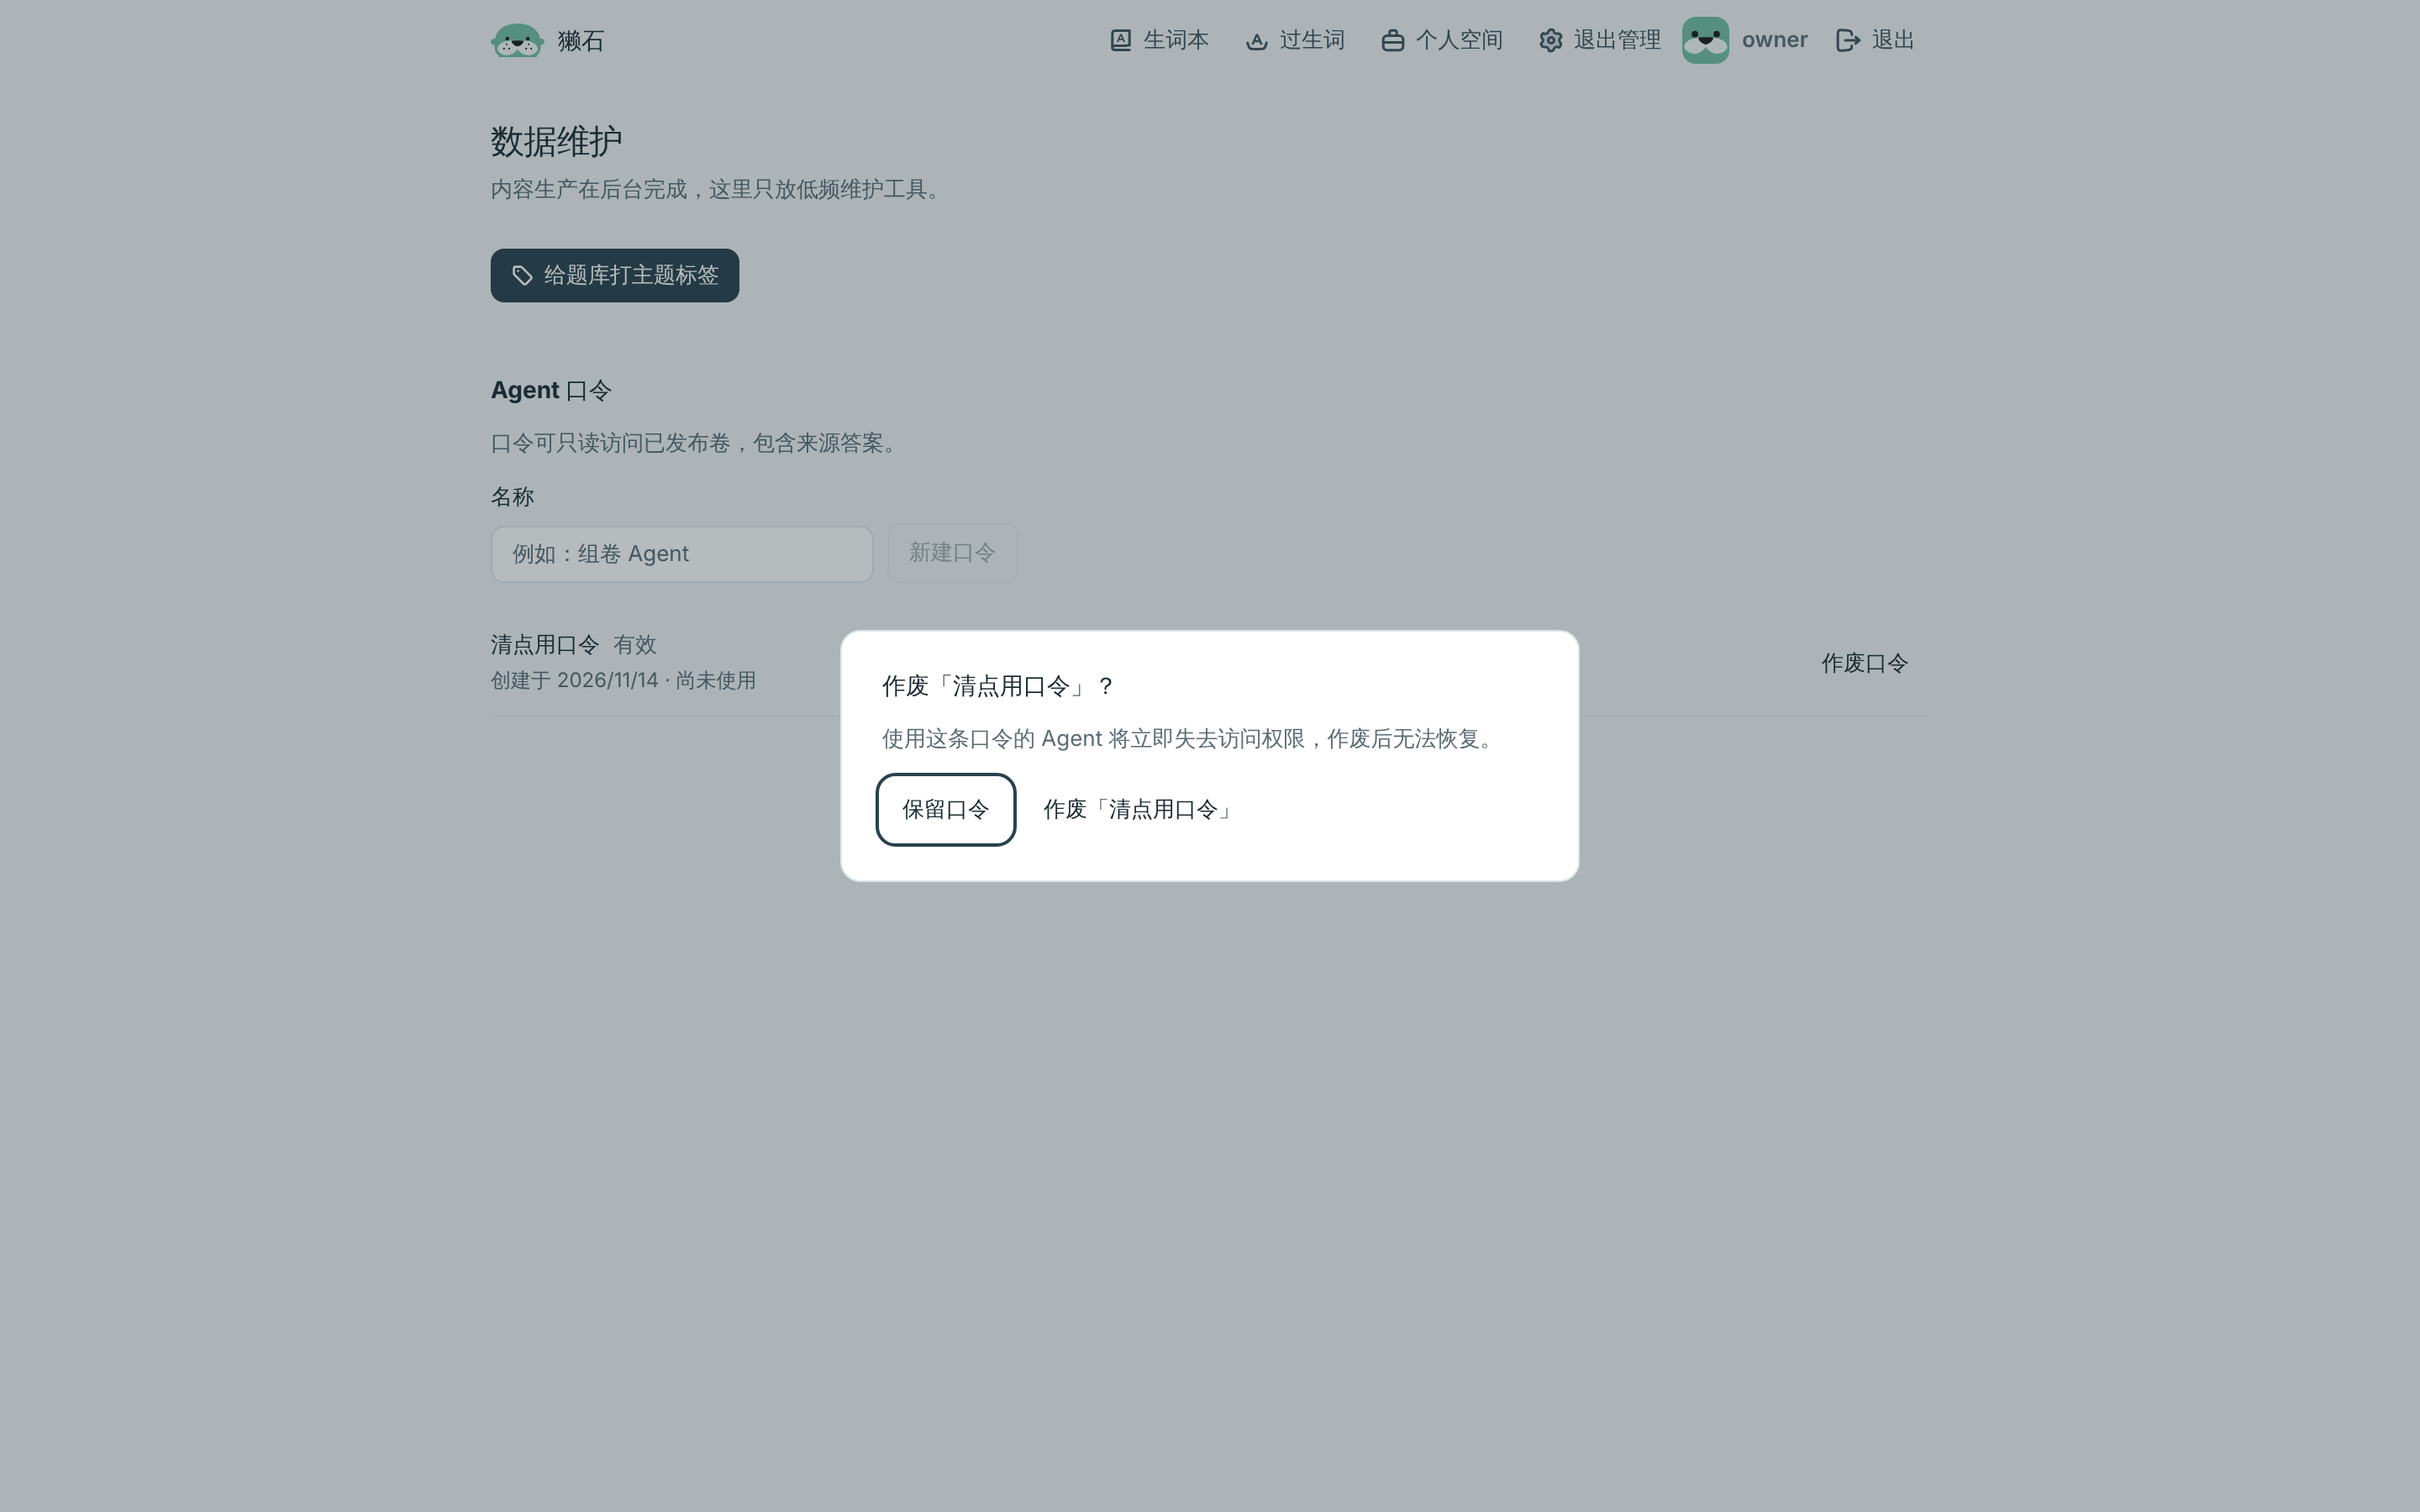 獭石
生词本
过生词
个人空间
退出管理
owner
退出
数据维护
内容生产在后台完成，这里只放低频维护工具。
给题库打主题标签
Agent 口令
口令可只读访问已发布卷，包含来源答案。
名称
例如：组卷 Agent
新建口令
清点用口令 有效
创建于 2026/11/14 · 尚未使用
作废口令
作废「清点用口令」？
使用这条口令的 Agent 将立即失去访问权限，作废后无法恢复。
保留口令
作废「清点用口令」